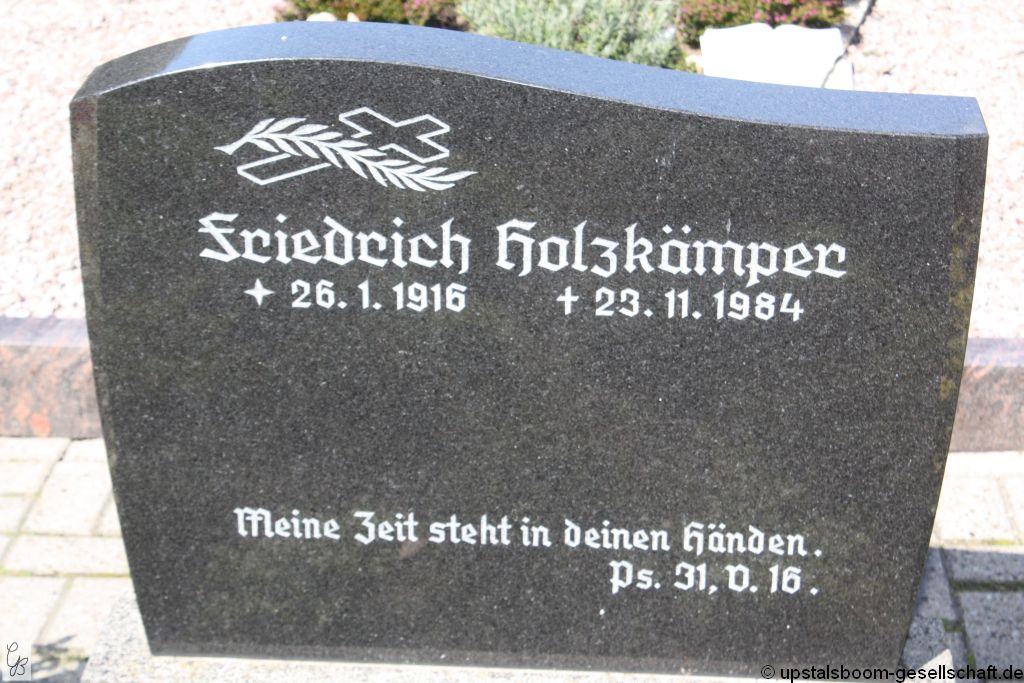 Friedrich Holzkämper
✦ 26. 1. 1916 † 23. 11. 1984
Meine Zeit steht in deinen Händen.
Ps. 31, V. 16.
GB
© upstalsboom-gesellschaft.de